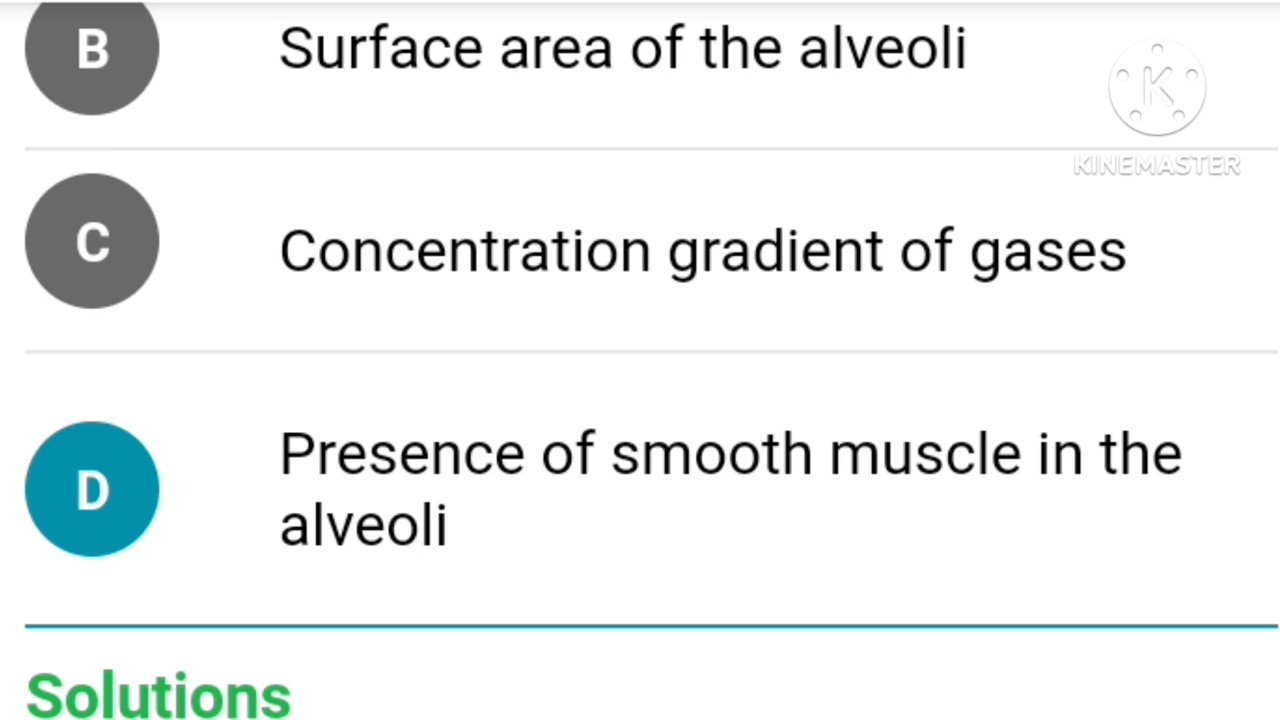 B Surface area of the alveoli
K
KINEMASTER
C Concentration gradient of gases
D Presence of smooth muscle in the
alveoli
Solutions